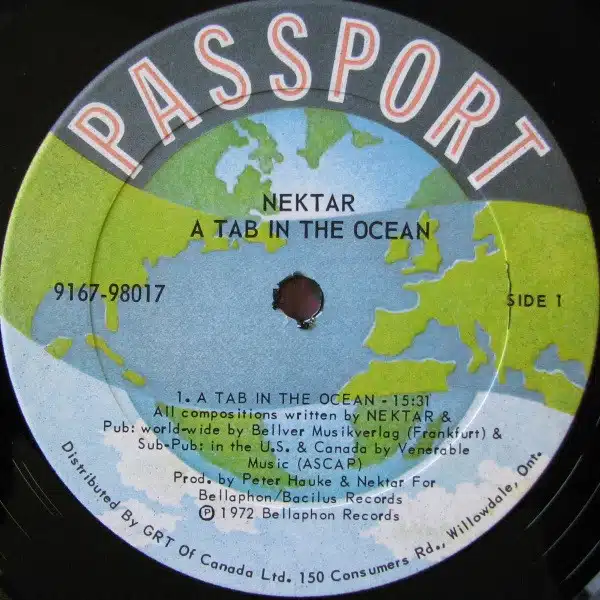 PASSPORT
NEKTAR
A TAB IN THE OCEAN
9167-98017
SIDE 1
1. A TAB IN THE OCEAN - 15:31
All compositions written by NEKTAR &
Pub: world-wide by Bellver Musikverlag (Frankfurt) &
Sub-Pub: in the U.S. & Canada by Venerable
Music (ASCAP)
Prod. by Peter Hauke & Nektar For
Bellaphon/Bacilus Records
℗ 1972 Bellaphon Records
Distributed By GRT Of Canada Ltd. 150 Consumers Rd., Willowdale, Ont.